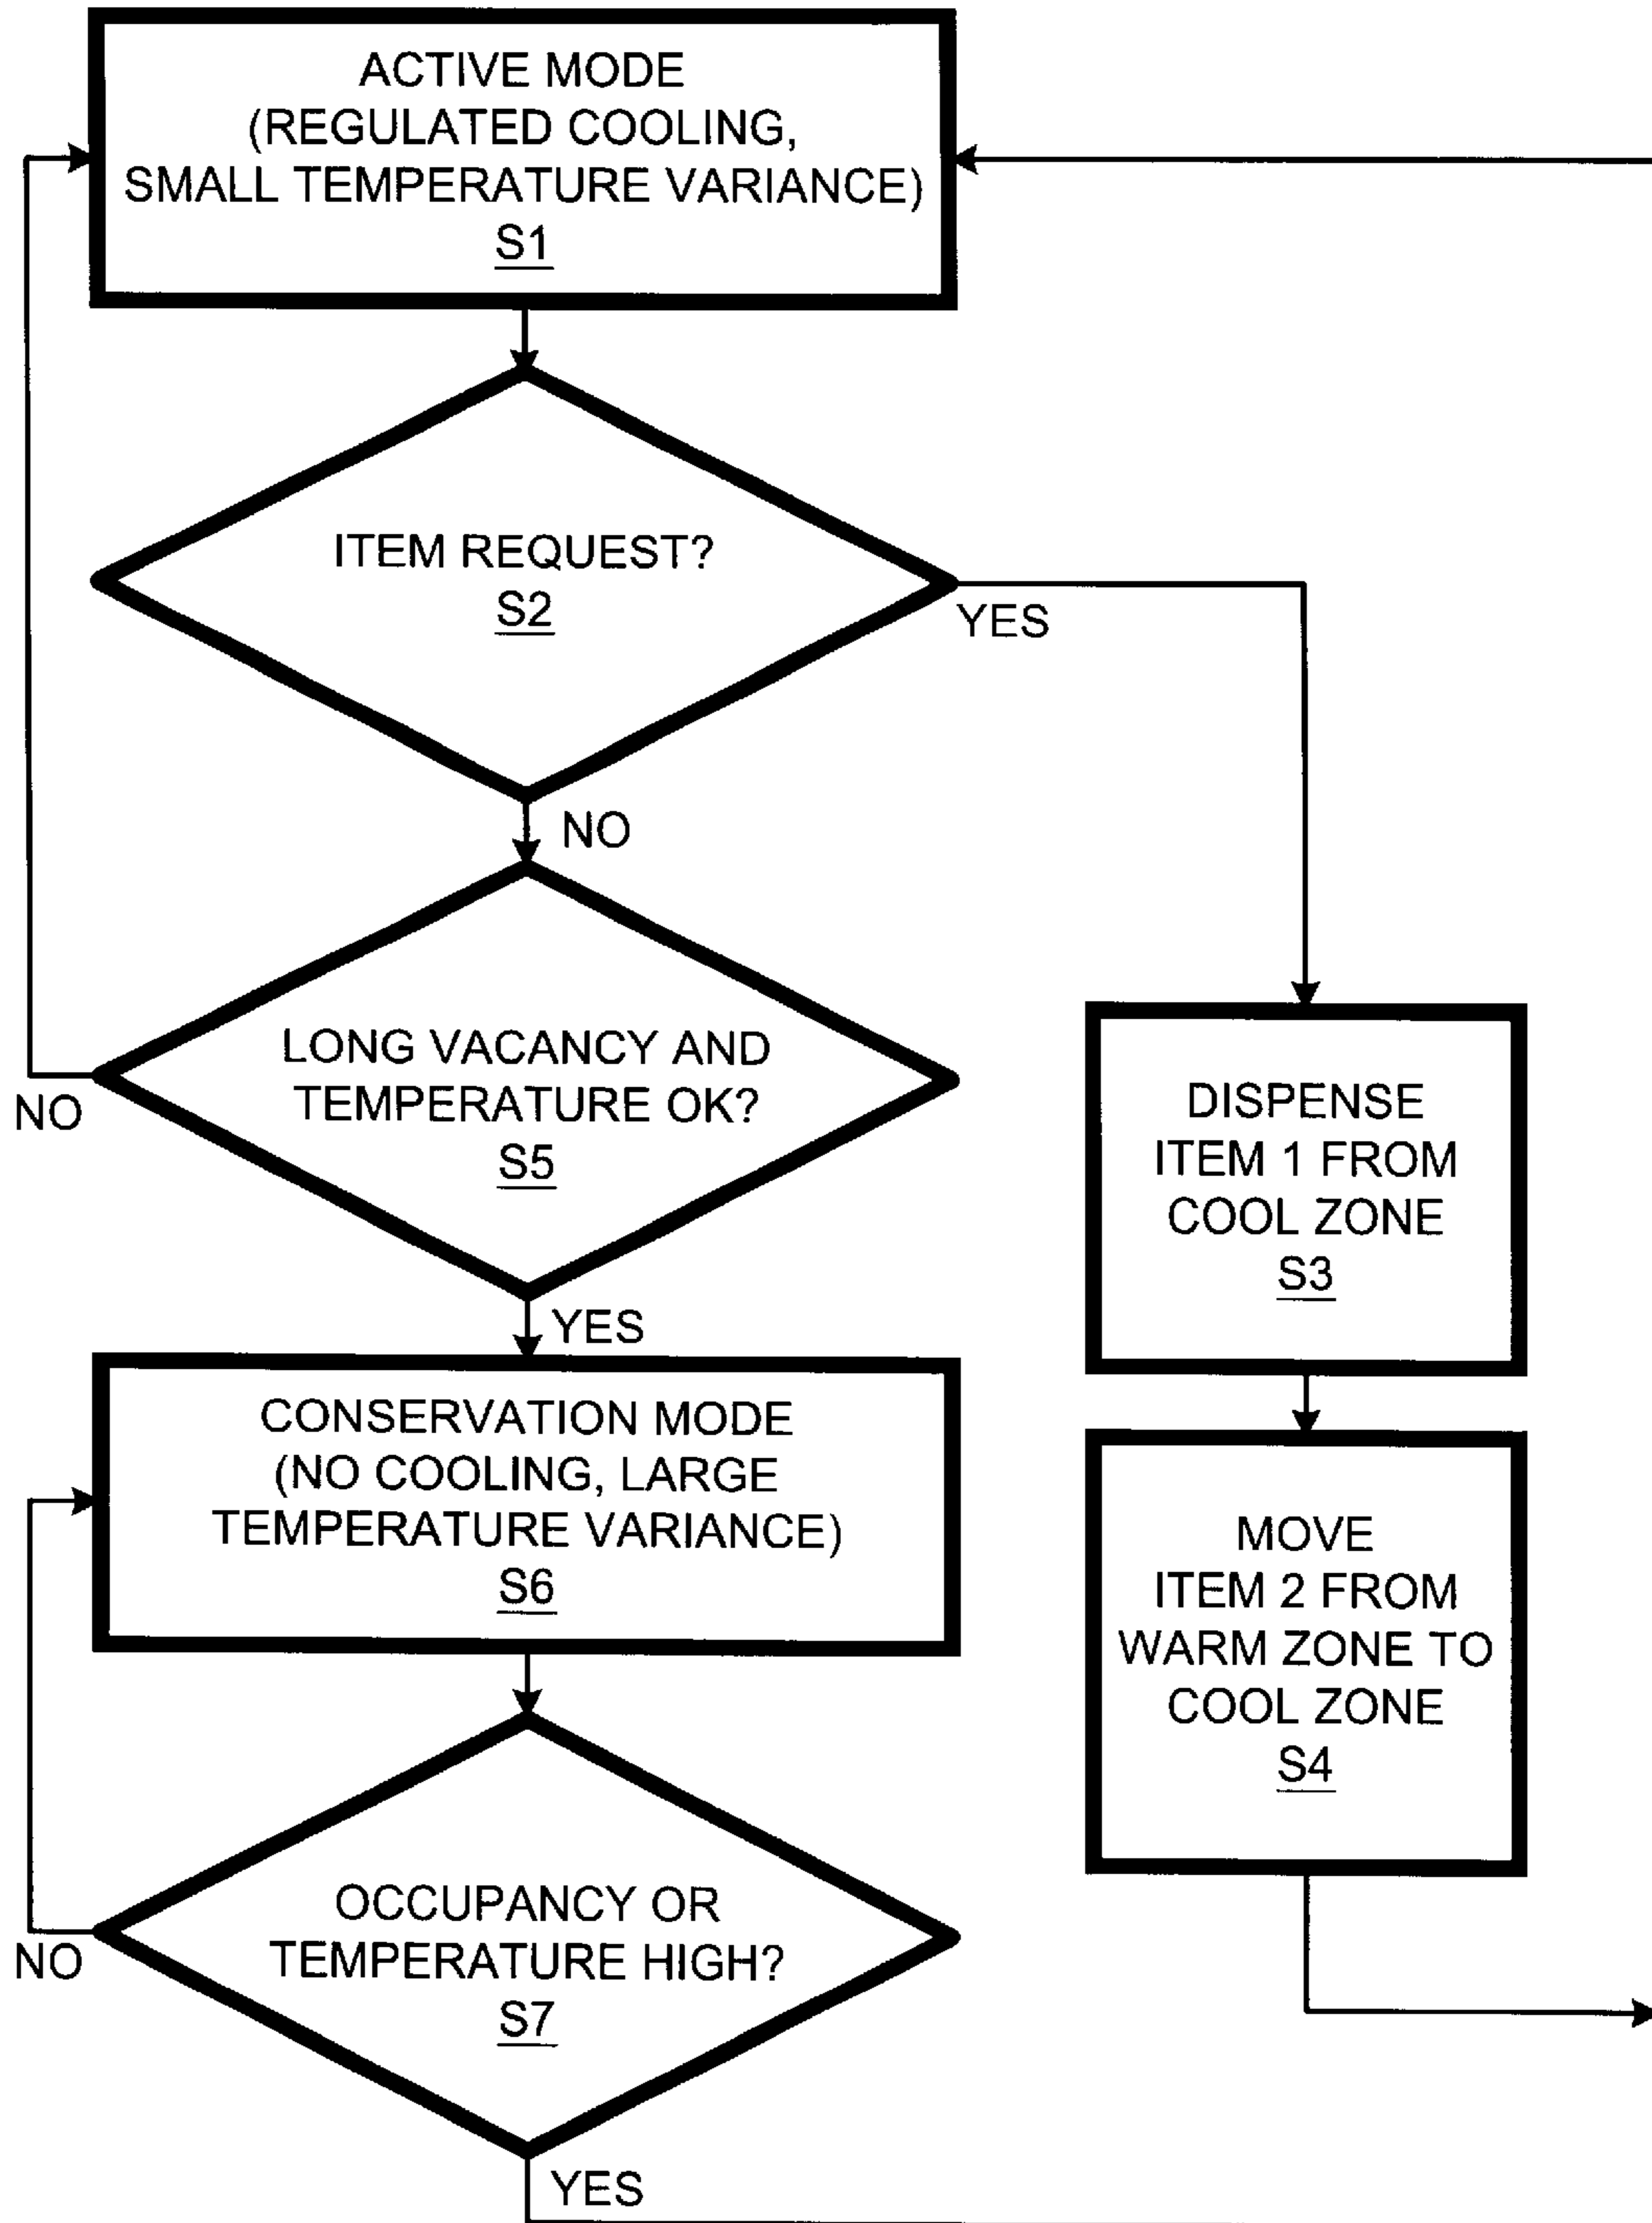 ACTIVE MODE
(REGULATED COOLING,
SMALL TEMPERATURE VARIANCE)
S1
ITEM REQUEST?
S2
YES
NO
LONG VACANCY AND
TEMPERATURE OK?
S5
NO
YES
DISPENSE
ITEM 1 FROM
COOL ZONE
S3
MOVE
ITEM 2 FROM
WARM ZONE TO
COOL ZONE
S4
CONSERVATION MODE
(NO COOLING, LARGE
TEMPERATURE VARIANCE)
S6
OCCUPANCY OR
TEMPERATURE HIGH?
S7
NO
YES